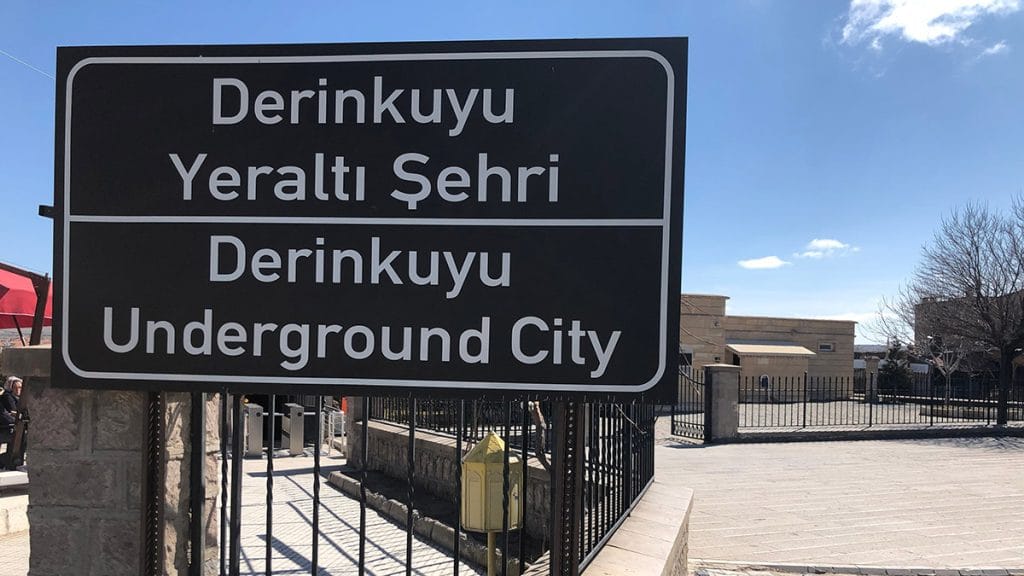 Derinkuyu
Yeraltı Şehri
Derinkuyu
Underground City